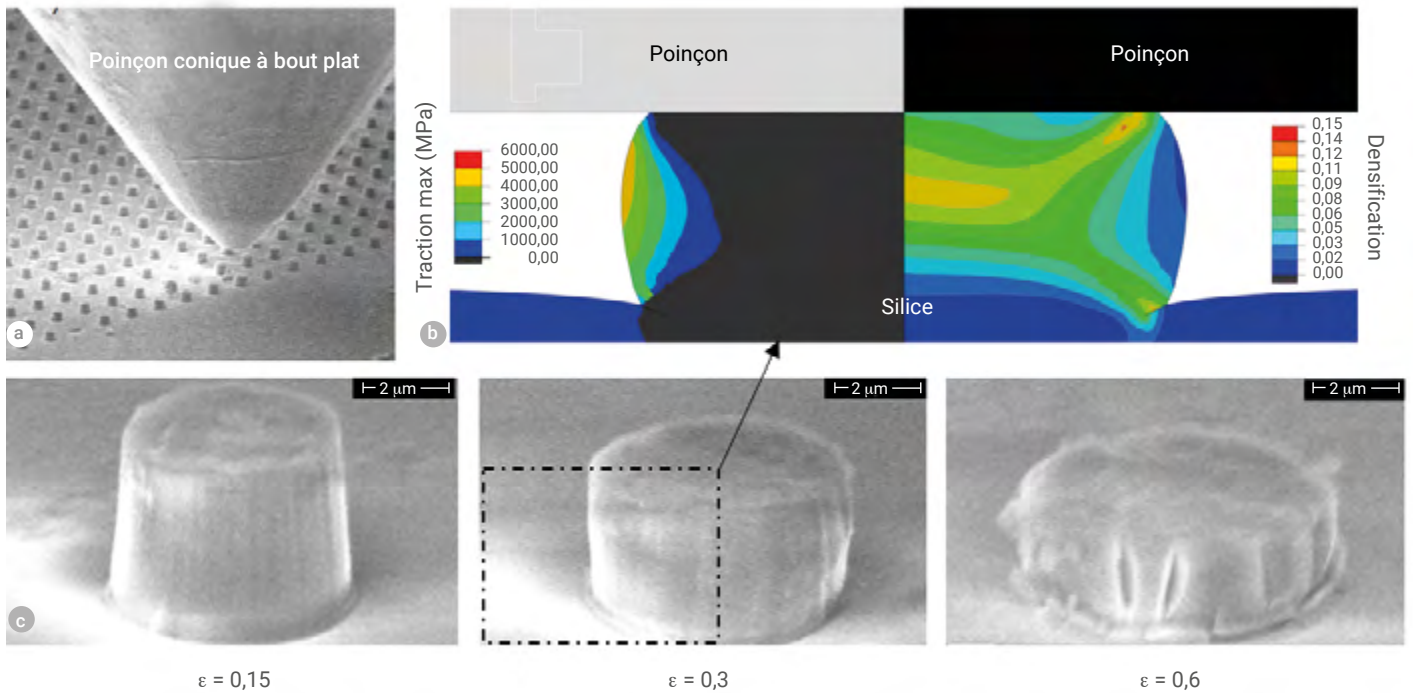 Poinçon conique à bout plat
a
Traction max (MPa)
Poinçon
Poinçon
6000,00
5000,00
4000,00
3000,00
2000,00
1000,00
0,00
0,15
0,14
0,12
0,11
0,09
0,08
0,06
0,05
0,03
0,02
0,00
Densification
Silice
b
2 μm
2 μm
2 μm
c
ε = 0,15
ε = 0,3
ε = 0,6